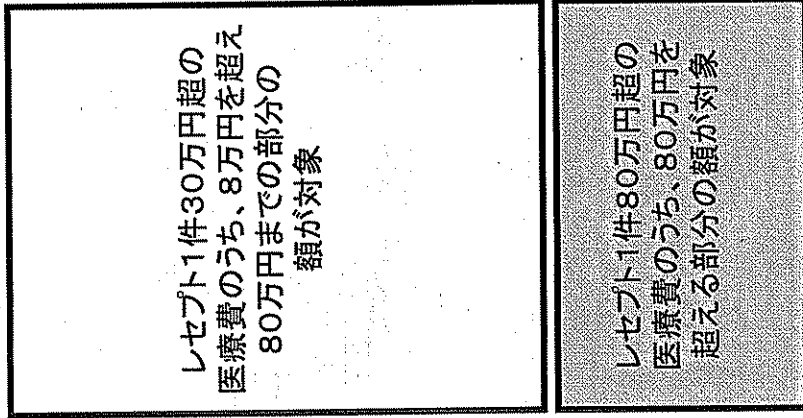 レセプト1件30万円超の
医療費のうち、8万円を超え
80万円までの部分の
額が対象
レセプト1件80万円超の
医療費のうち、80万円を
超える部分の額が対象